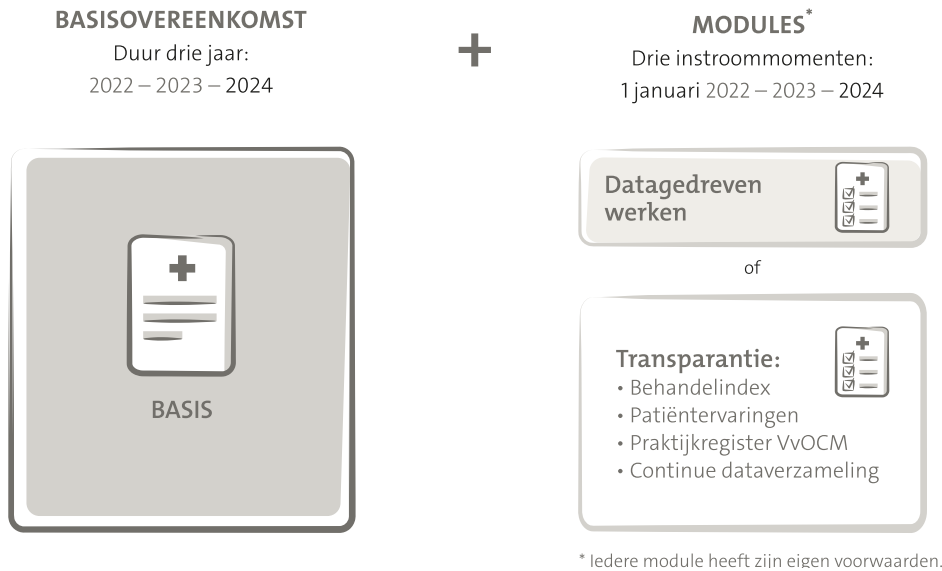 BASISOVEREENKOMST
Duur drie jaar:
2022 – 2023 – 2024
+
MODULES*
Drie instroommomenten:
1 januari 2022 – 2023 – 2024
BASIS
Datagedreven
werken
of
Transparantie:
• Behandelindex
• Patiëntervaringen
• Praktijkregister VvOCM
• Continue dataverzameling
* Iedere module heeft zijn eigen voorwaarden.